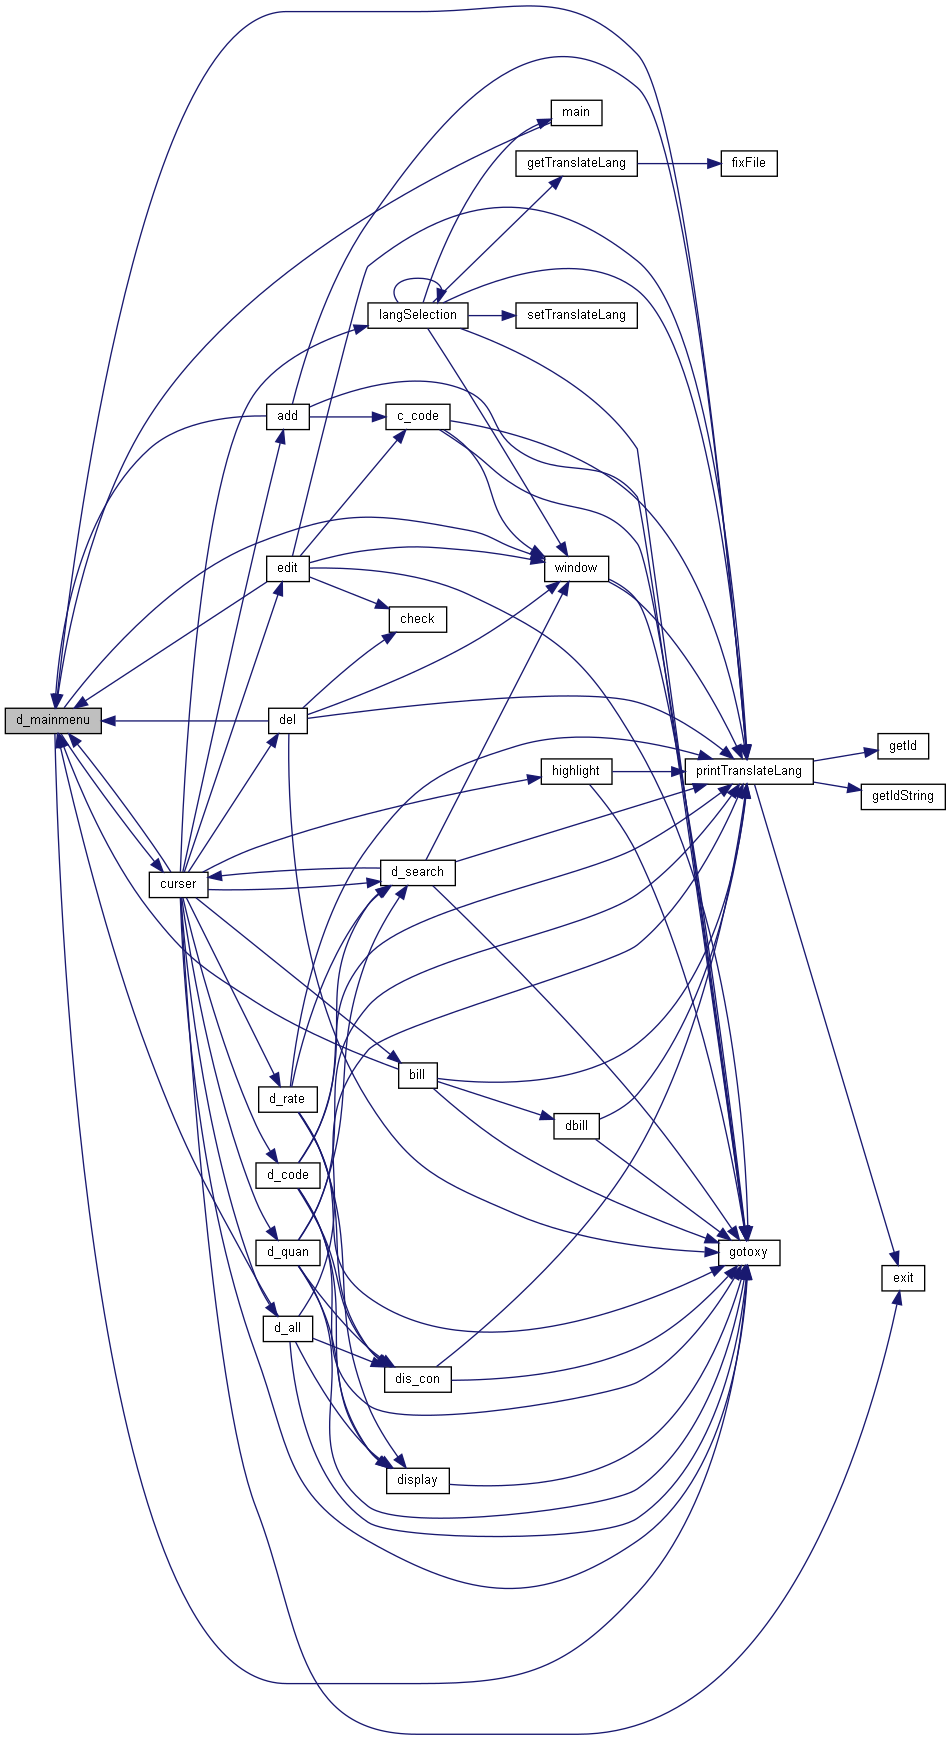 main
getTranslateLang
fixFile
langSelection
setTranslateLang
add
c_code
edit
window
check
d_mainmenu
del
getId
highlight
printTranslateLang
getIdString
d_search
curser
bill
d_rate
dbill
d_code
d_quan
gotoxy
exit
d_all
dis_con
display